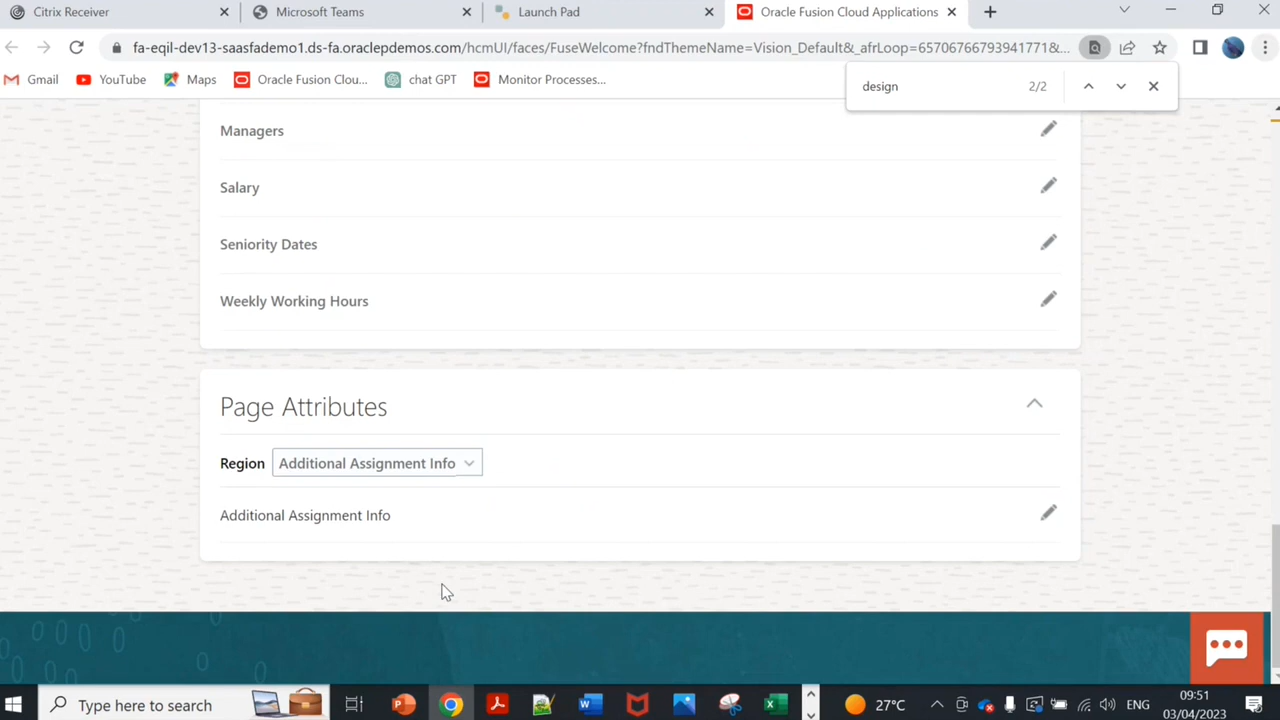 Citrix Receiver
Microsoft Teams
Launch Pad
Oracle Fusion Cloud Applications
fa-eqil-dev13-saasfademo1.ds-fa.oraclepdemos.com/hcmUI/faces/FuseWelcome?fndThemeName=Vision_Default&_afrLoop=65706766793941771&...
Gmail
YouTube
Maps
Oracle Fusion Clou...
chat GPT
Monitor Processes...
design 2/2
Managers
Salary
Seniority Dates
Weekly Working Hours
Page Attributes
Region Additional Assignment Info
Additional Assignment Info
Type here to search
27°C
ENG
09:51
03/04/2023